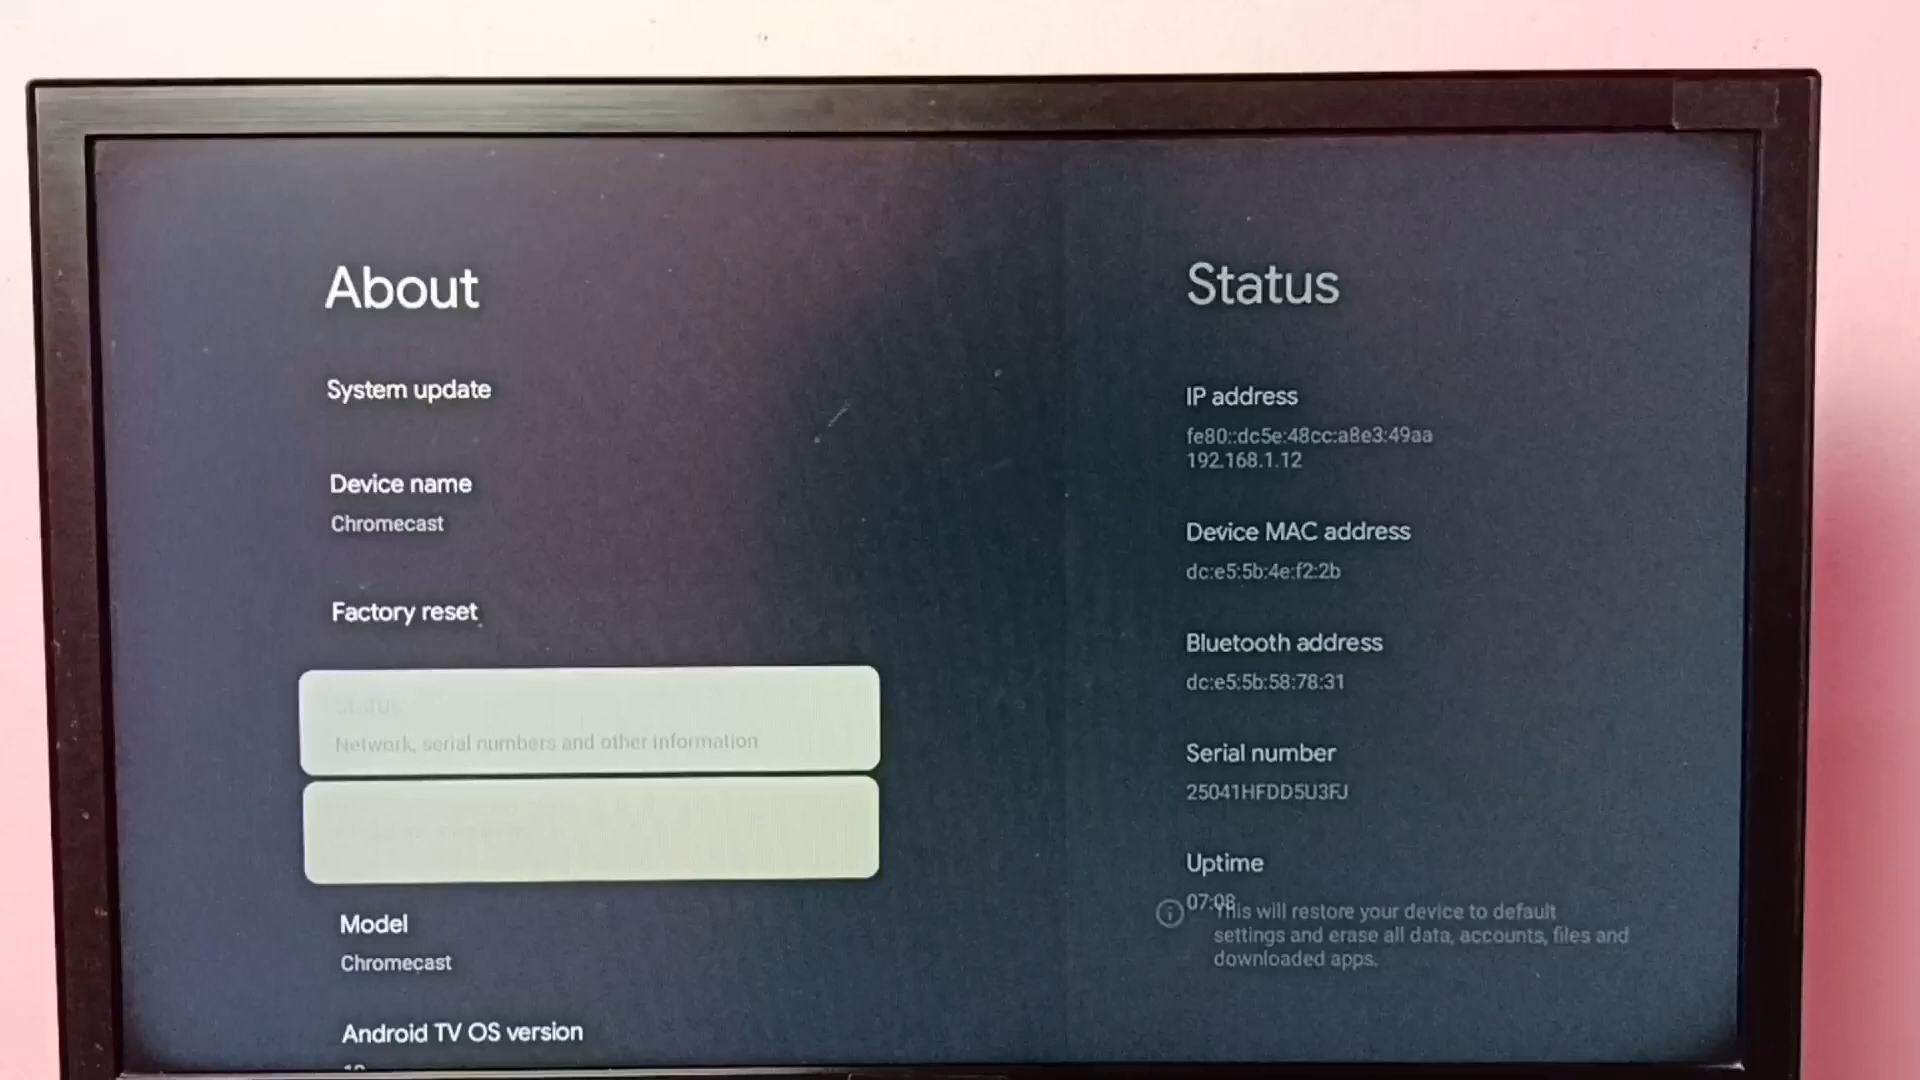 About
System update
Device name
Chromecast
Factory reset
Status
Network, serial numbers and other information
Model
Chromecast
Android TV OS version
Status
IP address
fe80::dc5e:48cc:a8e3:49aa
192.168.1.12
Device MAC address
dc:e5:5b:4e:f2:2b
Bluetooth address
dc:e5:5b:58:78:31
Serial number
25041HFDD5U3FJ
Uptime
07:08
This will restore your device to default
settings and erase all data, accounts, files and
downloaded apps.